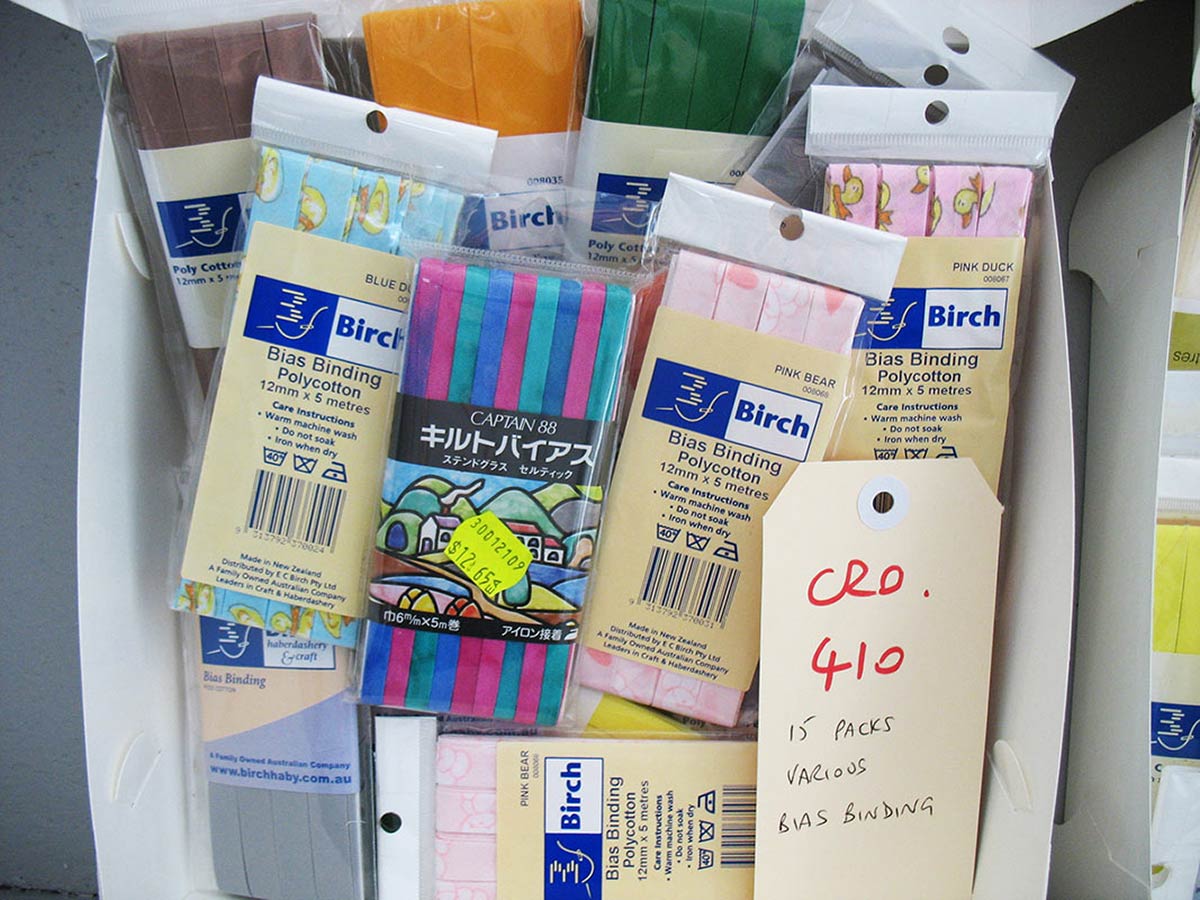 008035
Birch
Poly Cott
12mm x 5
Poly Cott
12mm x 5
BLUE DU
Birch
Bias Binding
Polycotton
12mm x 5 metres
Care Instructions
• Warm machine wash
• Do not soak
• Iron when dry
40°
9 313792 370024
Made in New Zealand
Distributed by E C Birch Pty Ltd
A Family Owned Australian Company
Leaders in Craft & Haberdashery
CAPTAIN 88
キルトバイアス
ステンドグラス セルティック
30012109
$12.65
巾6m/m×5m巻
アイロン接着
PINK BEAR
008068
Birch
Bias Binding
Polycotton
12mm x 5 metres
Care Instructions
• Warm machine wash
• Do not soak
• Iron when dry
40°
9 313792 370031
Made in New Zealand
Distributed by E C Birch Pty Ltd
A Family Owned Australian Company
Leaders in Craft & Haberdashery
PINK DUCK
008067
Birch
Bias Binding
Polycotton
12mm x 5 metres
Care Instructions
• Warm machine wash
• Do not soak
• Iron when dry
40°
haberdashery
& craft
Bias Binding
A Family Owned Australian Company
www.birchhaby.com.au
PINK BEAR
008068
Birch
Bias Binding
Polycotton
12mm x 5 metres
Care Instructions
• Warm machine wash
• Do not soak
• Iron when dry
40°
CRD.
410
15 PACKS
VARIOUS
BIAS BINDING